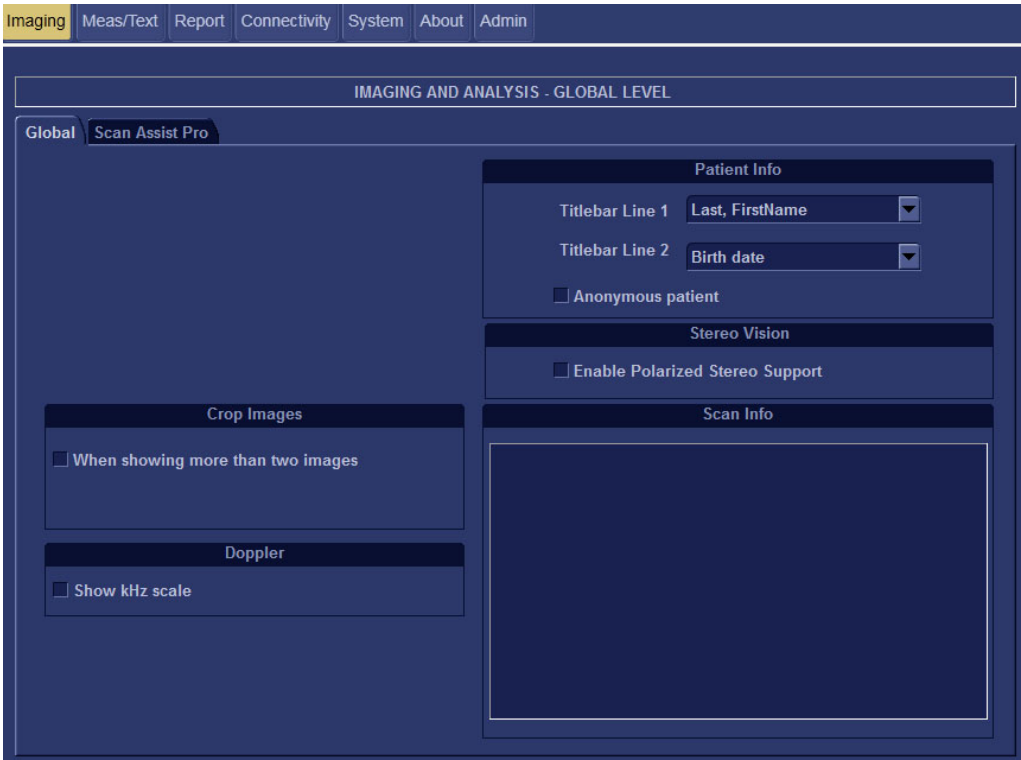 Imaging Meas/Text Report Connectivity System About Admin
IMAGING AND ANALYSIS - GLOBAL LEVEL
Global Scan Assist Pro
Patient Info
Titlebar Line 1 Last, FirstName
Titlebar Line 2 Birth date
Anonymous patient
Stereo Vision
Enable Polarized Stereo Support
Crop Images
When showing more than two images
Doppler
Show kHz scale
Scan Info